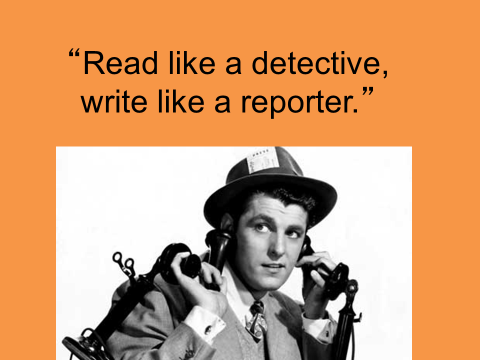 “Read like a detective,
write like a reporter.”